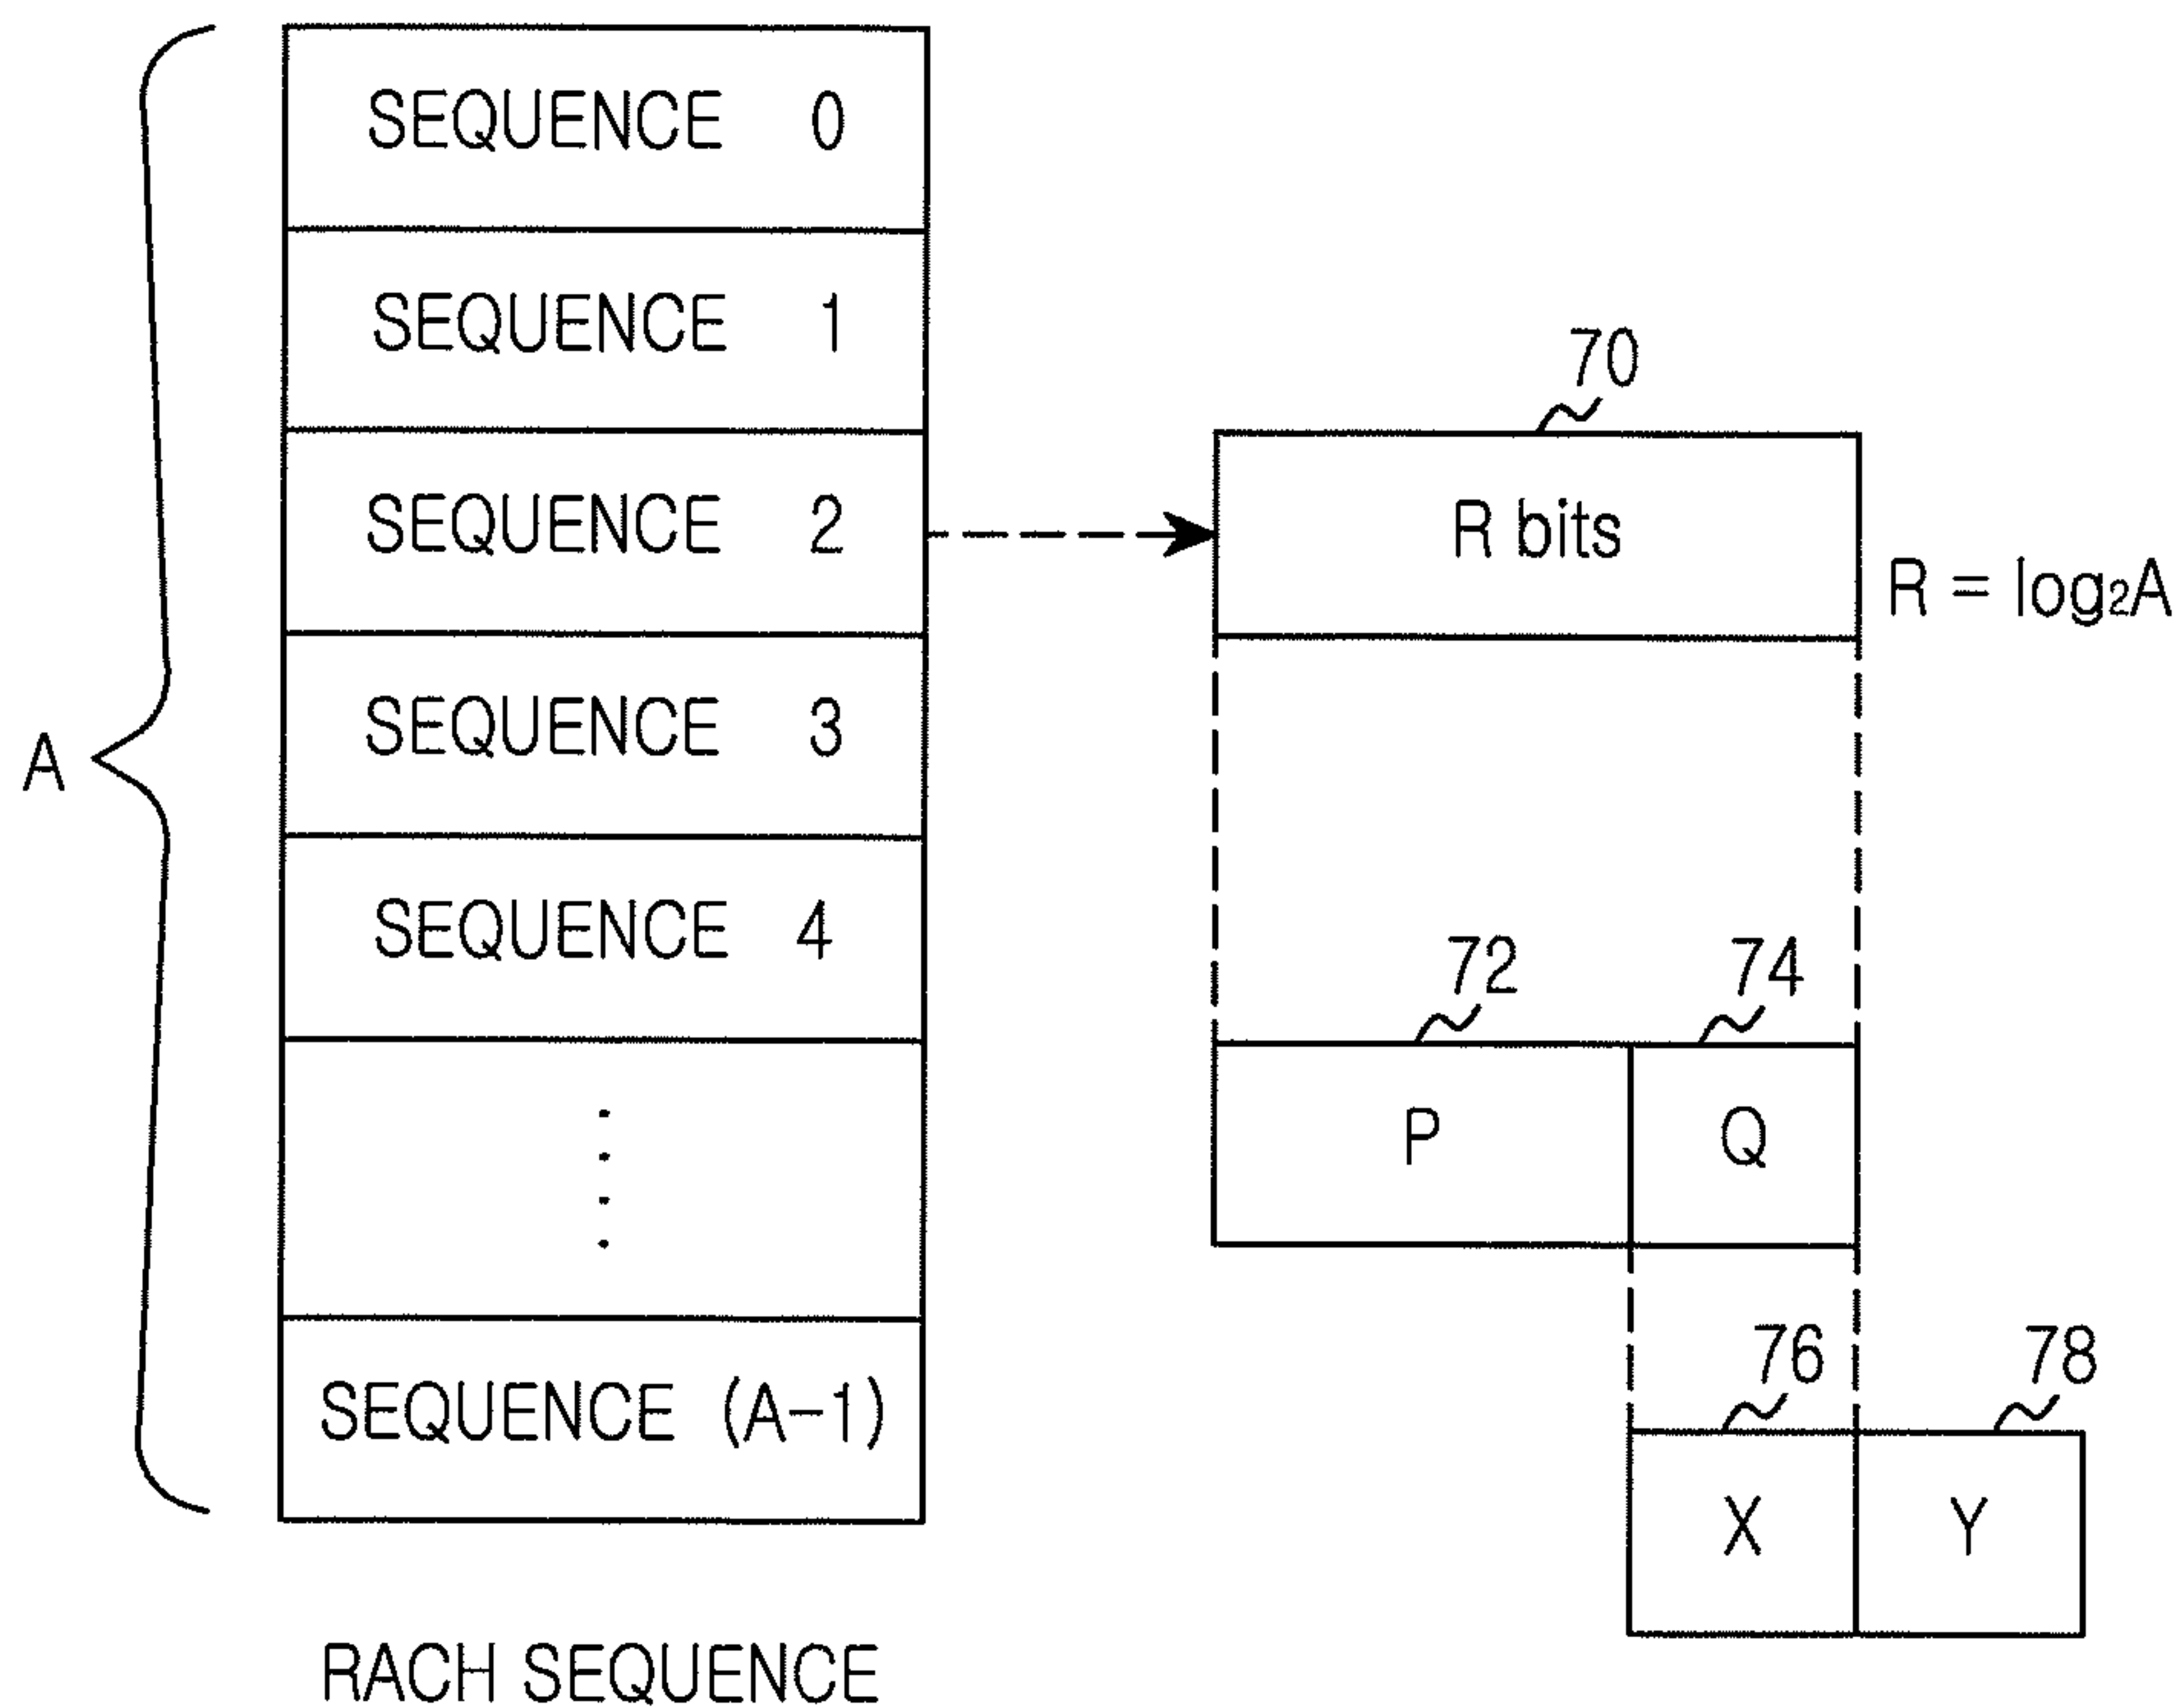 A
SEQUENCE 0
SEQUENCE 1
SEQUENCE 2
SEQUENCE 3
SEQUENCE 4
SEQUENCE (A-1)
RACH SEQUENCE
70
R bits
R = log₂A
72
74
P
Q
76
78
X
Y